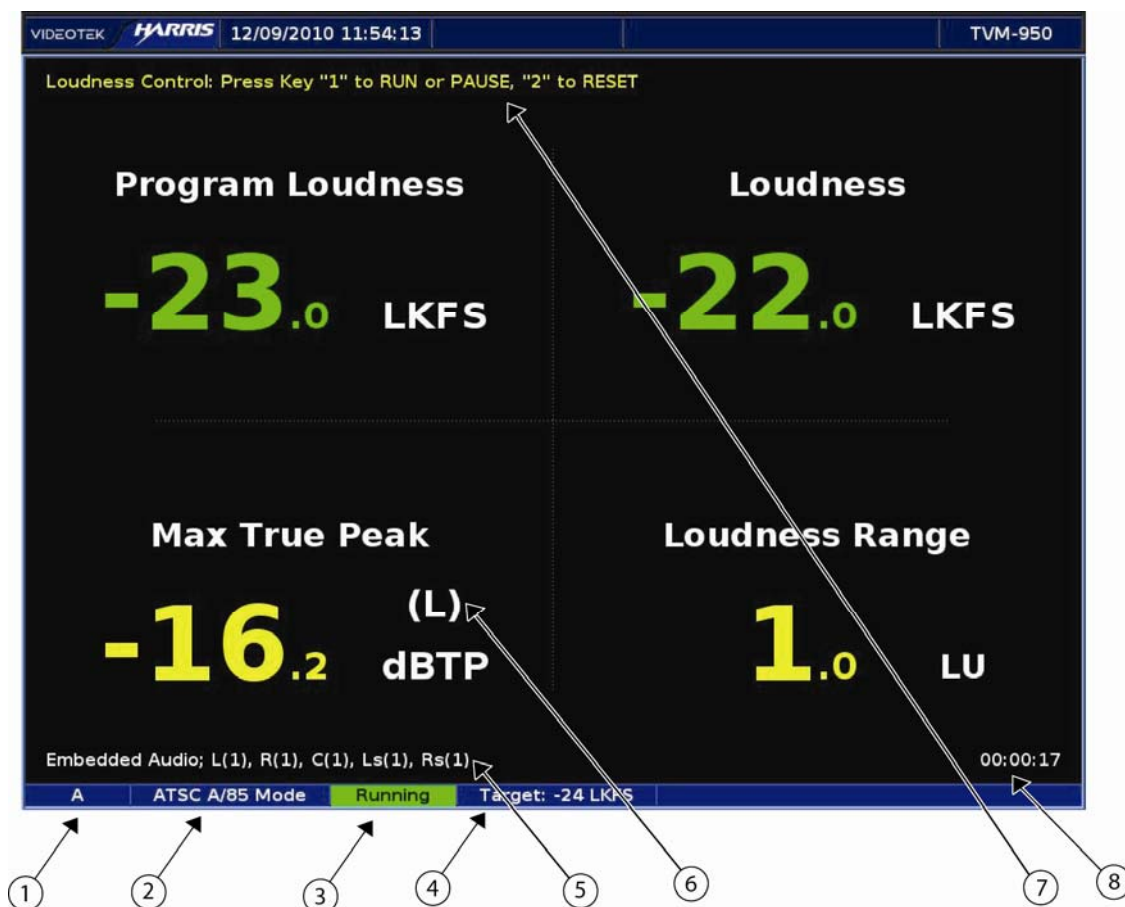 VIDEOTEK HARRIS 12/09/2010 11:54:13 TVM-950
Loudness Control: Press Key "1" to RUN or PAUSE, "2" to RESET
Program Loudness
-23.0 LKFS
Loudness
-22.0 LKFS
Max True Peak
(L)
-16.2 dBTP
Loudness Range
1.0 LU
Embedded Audio; L(1), R(1), C(1), Ls(1), Rs(1)
00:00:17
A ATSC A/85 Mode Running Target: -24 LKFS
1 2 3 4 5 6 7 8